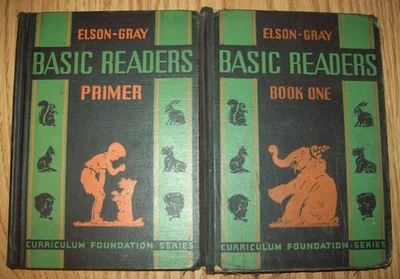 ELSON-GRAY
BASIC READERS
PRIMER
CURRICULUM FOUNDATION SERIES
ELSON-GRAY
BASIC READERS
BOOK ONE
CURRICULUM FOUNDATION SERIES